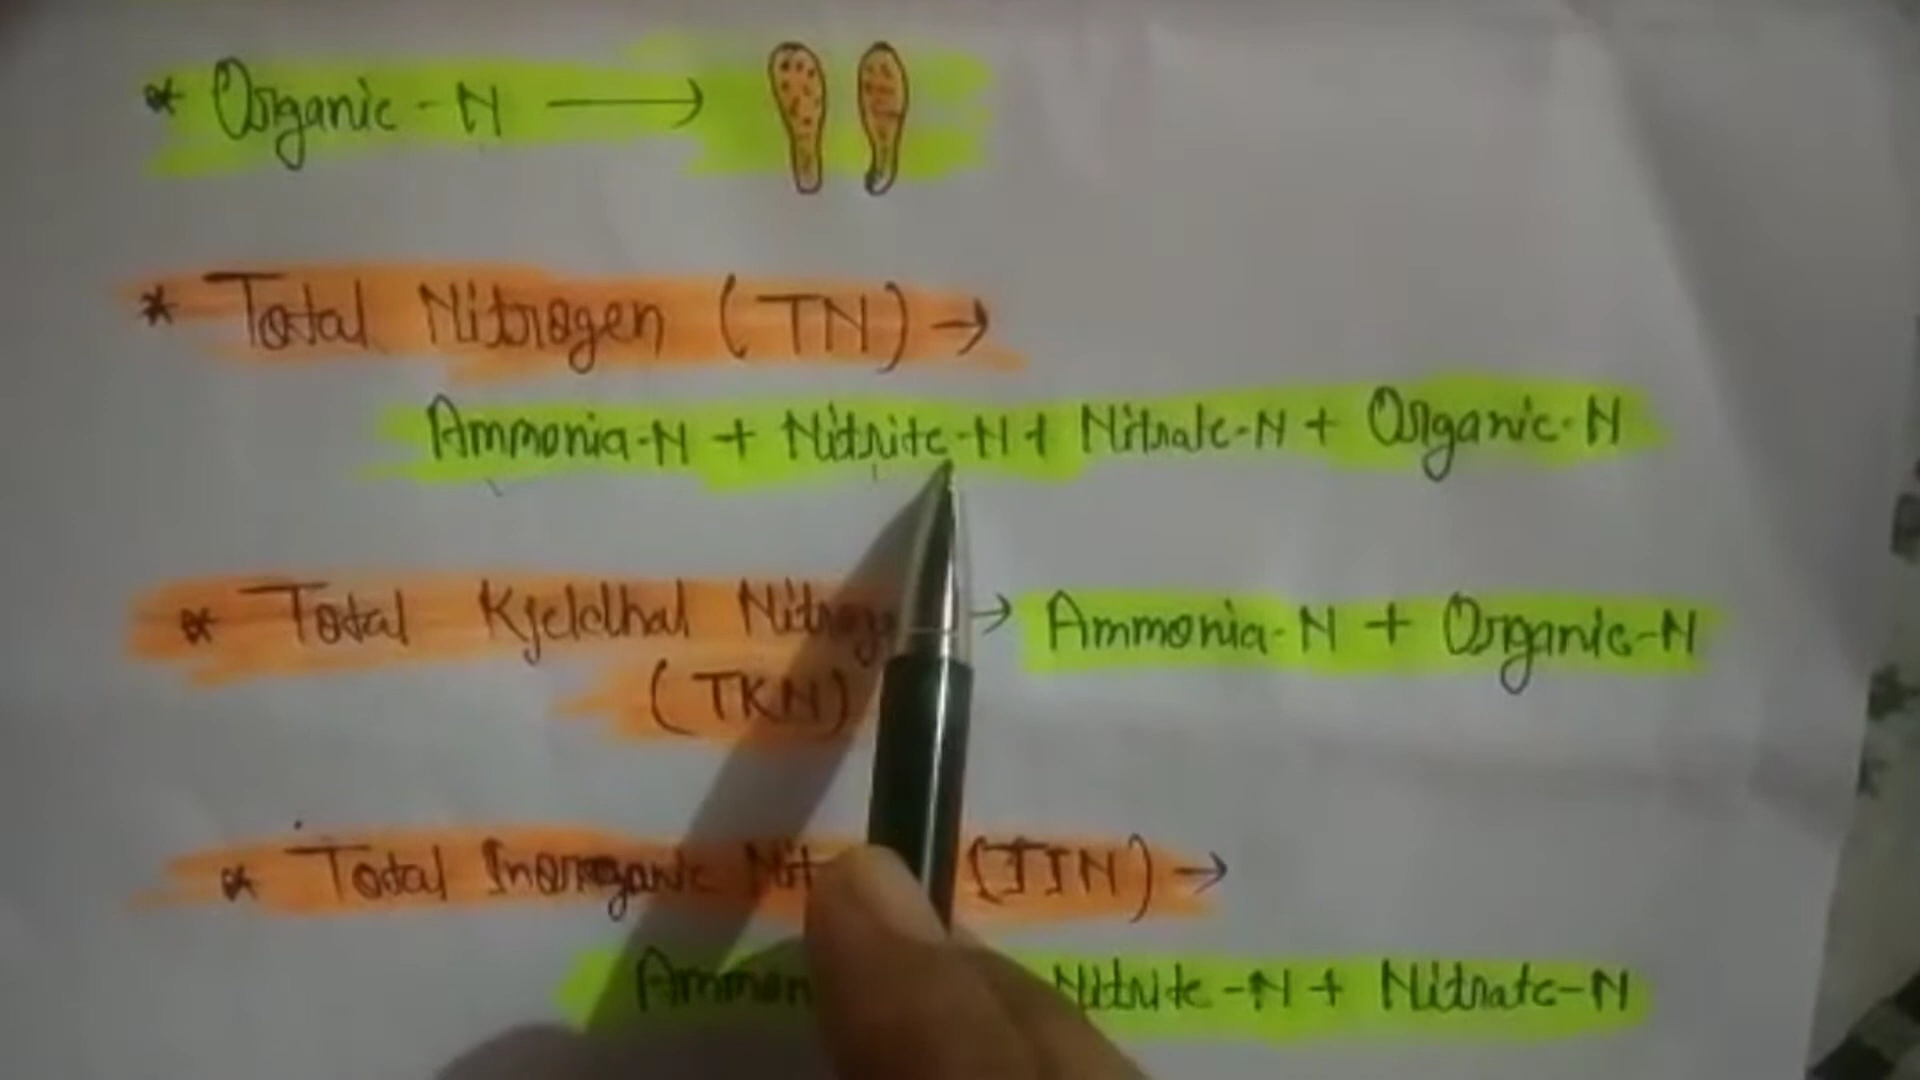 * Organic-N →
* Total Nitrogen (TN) →
Ammonia-N + Nitrite-N + Nitrate-N + Organic-N
* Total Kjeldhal → Ammonia-N + Organic-N
(TKN)
* Total Inorganic (TIN) →
Nitrite-N + Nitrate-N